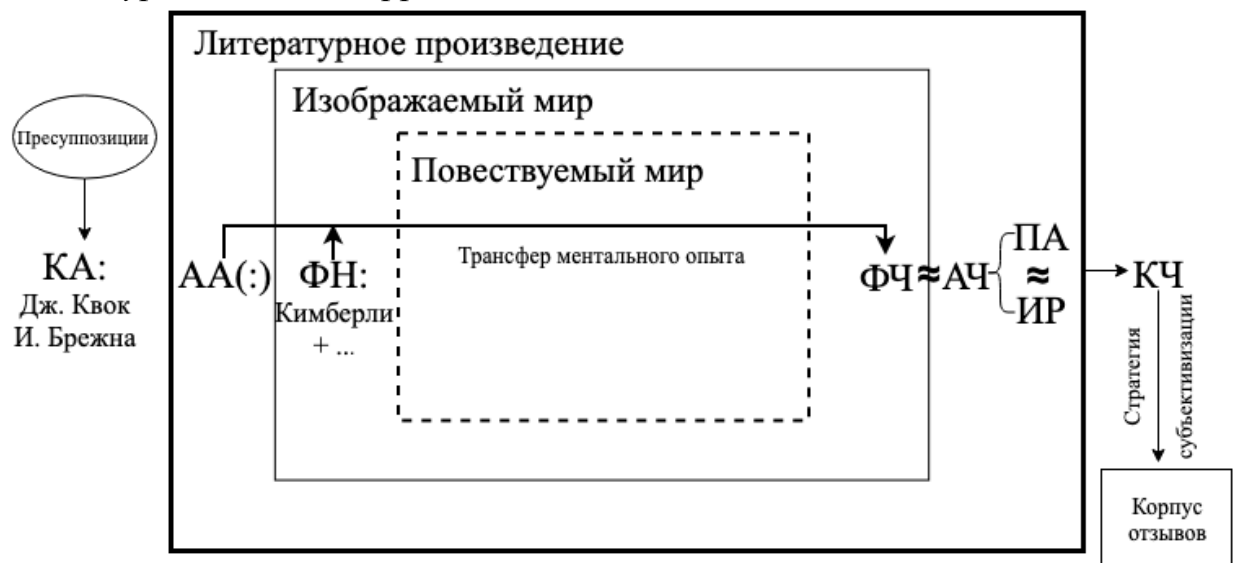 Литературное произведение
Изображаемый мир
Пресуппозиции
Повествуемый мир
КА:
Дж. Квок
И. Брежна
АА(:)
ФН:
Кимберли
+ ...
Трансфер ментального опыта
ФЧ≈АЧ
ПА
≈
ИР
КЧ
Стратегия
субъективизации
Корпус
отзывов